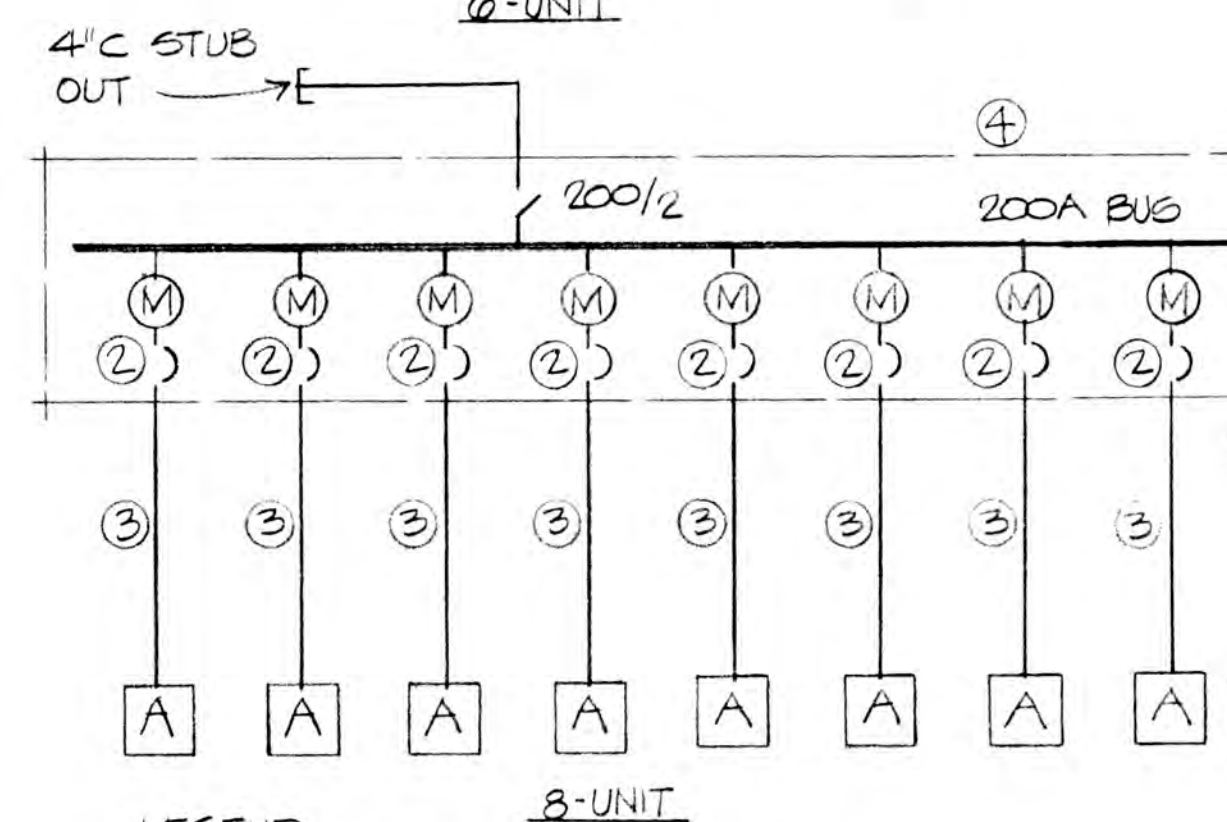 6-UNIT
4"C STUB
OUT
4
200/2
200A BUS
M M M M M M M M
2 2 2 2 2 2 2 2
3 3 3 3 3 3 3 3
A A A A A A A A
8-UNIT
LEGEND